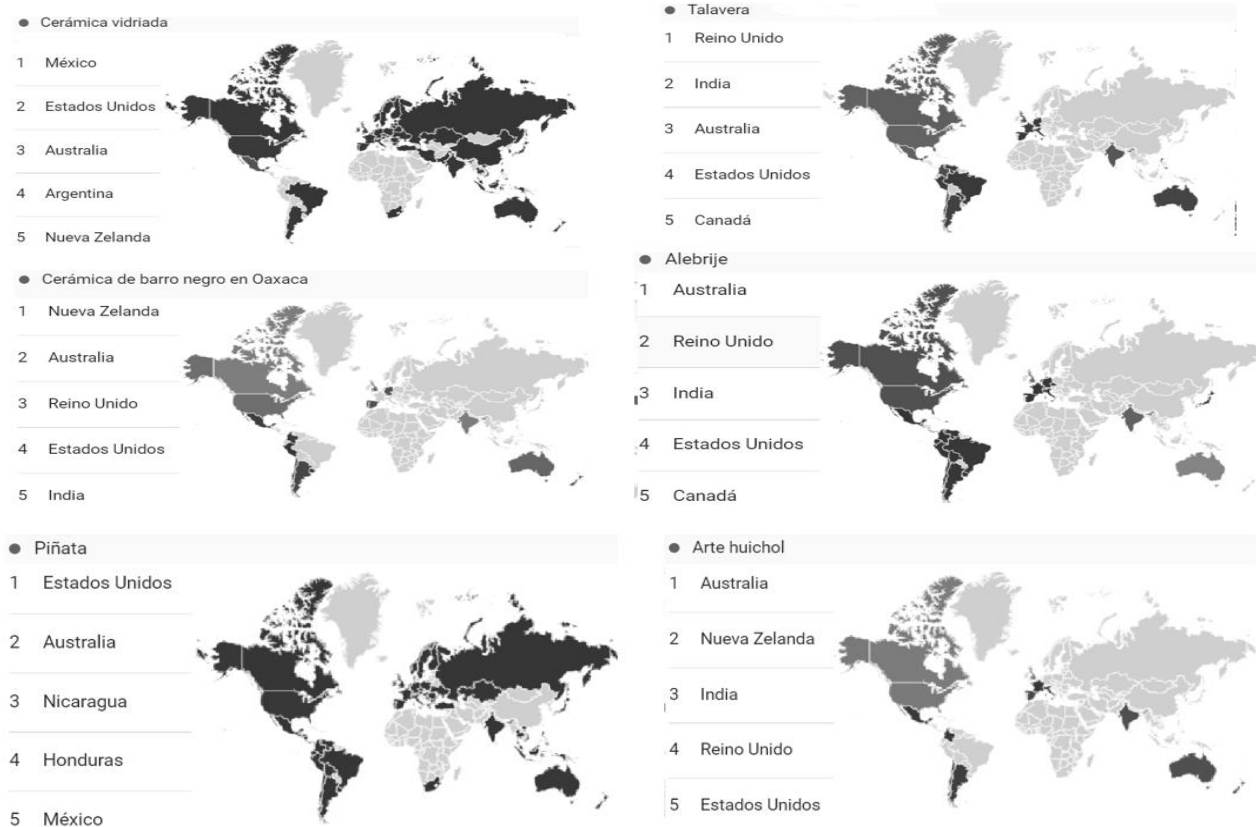 Cerámica vidriada
1 México
2 Estados Unidos
3 Australia
4 Argentina
5 Nueva Zelanda
Talavera
1 Reino Unido
2 India
3 Australia
4 Estados Unidos
5 Canadá
Cerámica de barro negro en Oaxaca
1 Nueva Zelanda
2 Australia
3 Reino Unido
4 Estados Unidos
5 India
Alebrije
1 Australia
2 Reino Unido
3 India
4 Estados Unidos
5 Canadá
Piñata
1 Estados Unidos
2 Australia
3 Nicaragua
4 Honduras
5 México
Arte huichol
1 Australia
2 Nueva Zelanda
3 India
4 Reino Unido
5 Estados Unidos